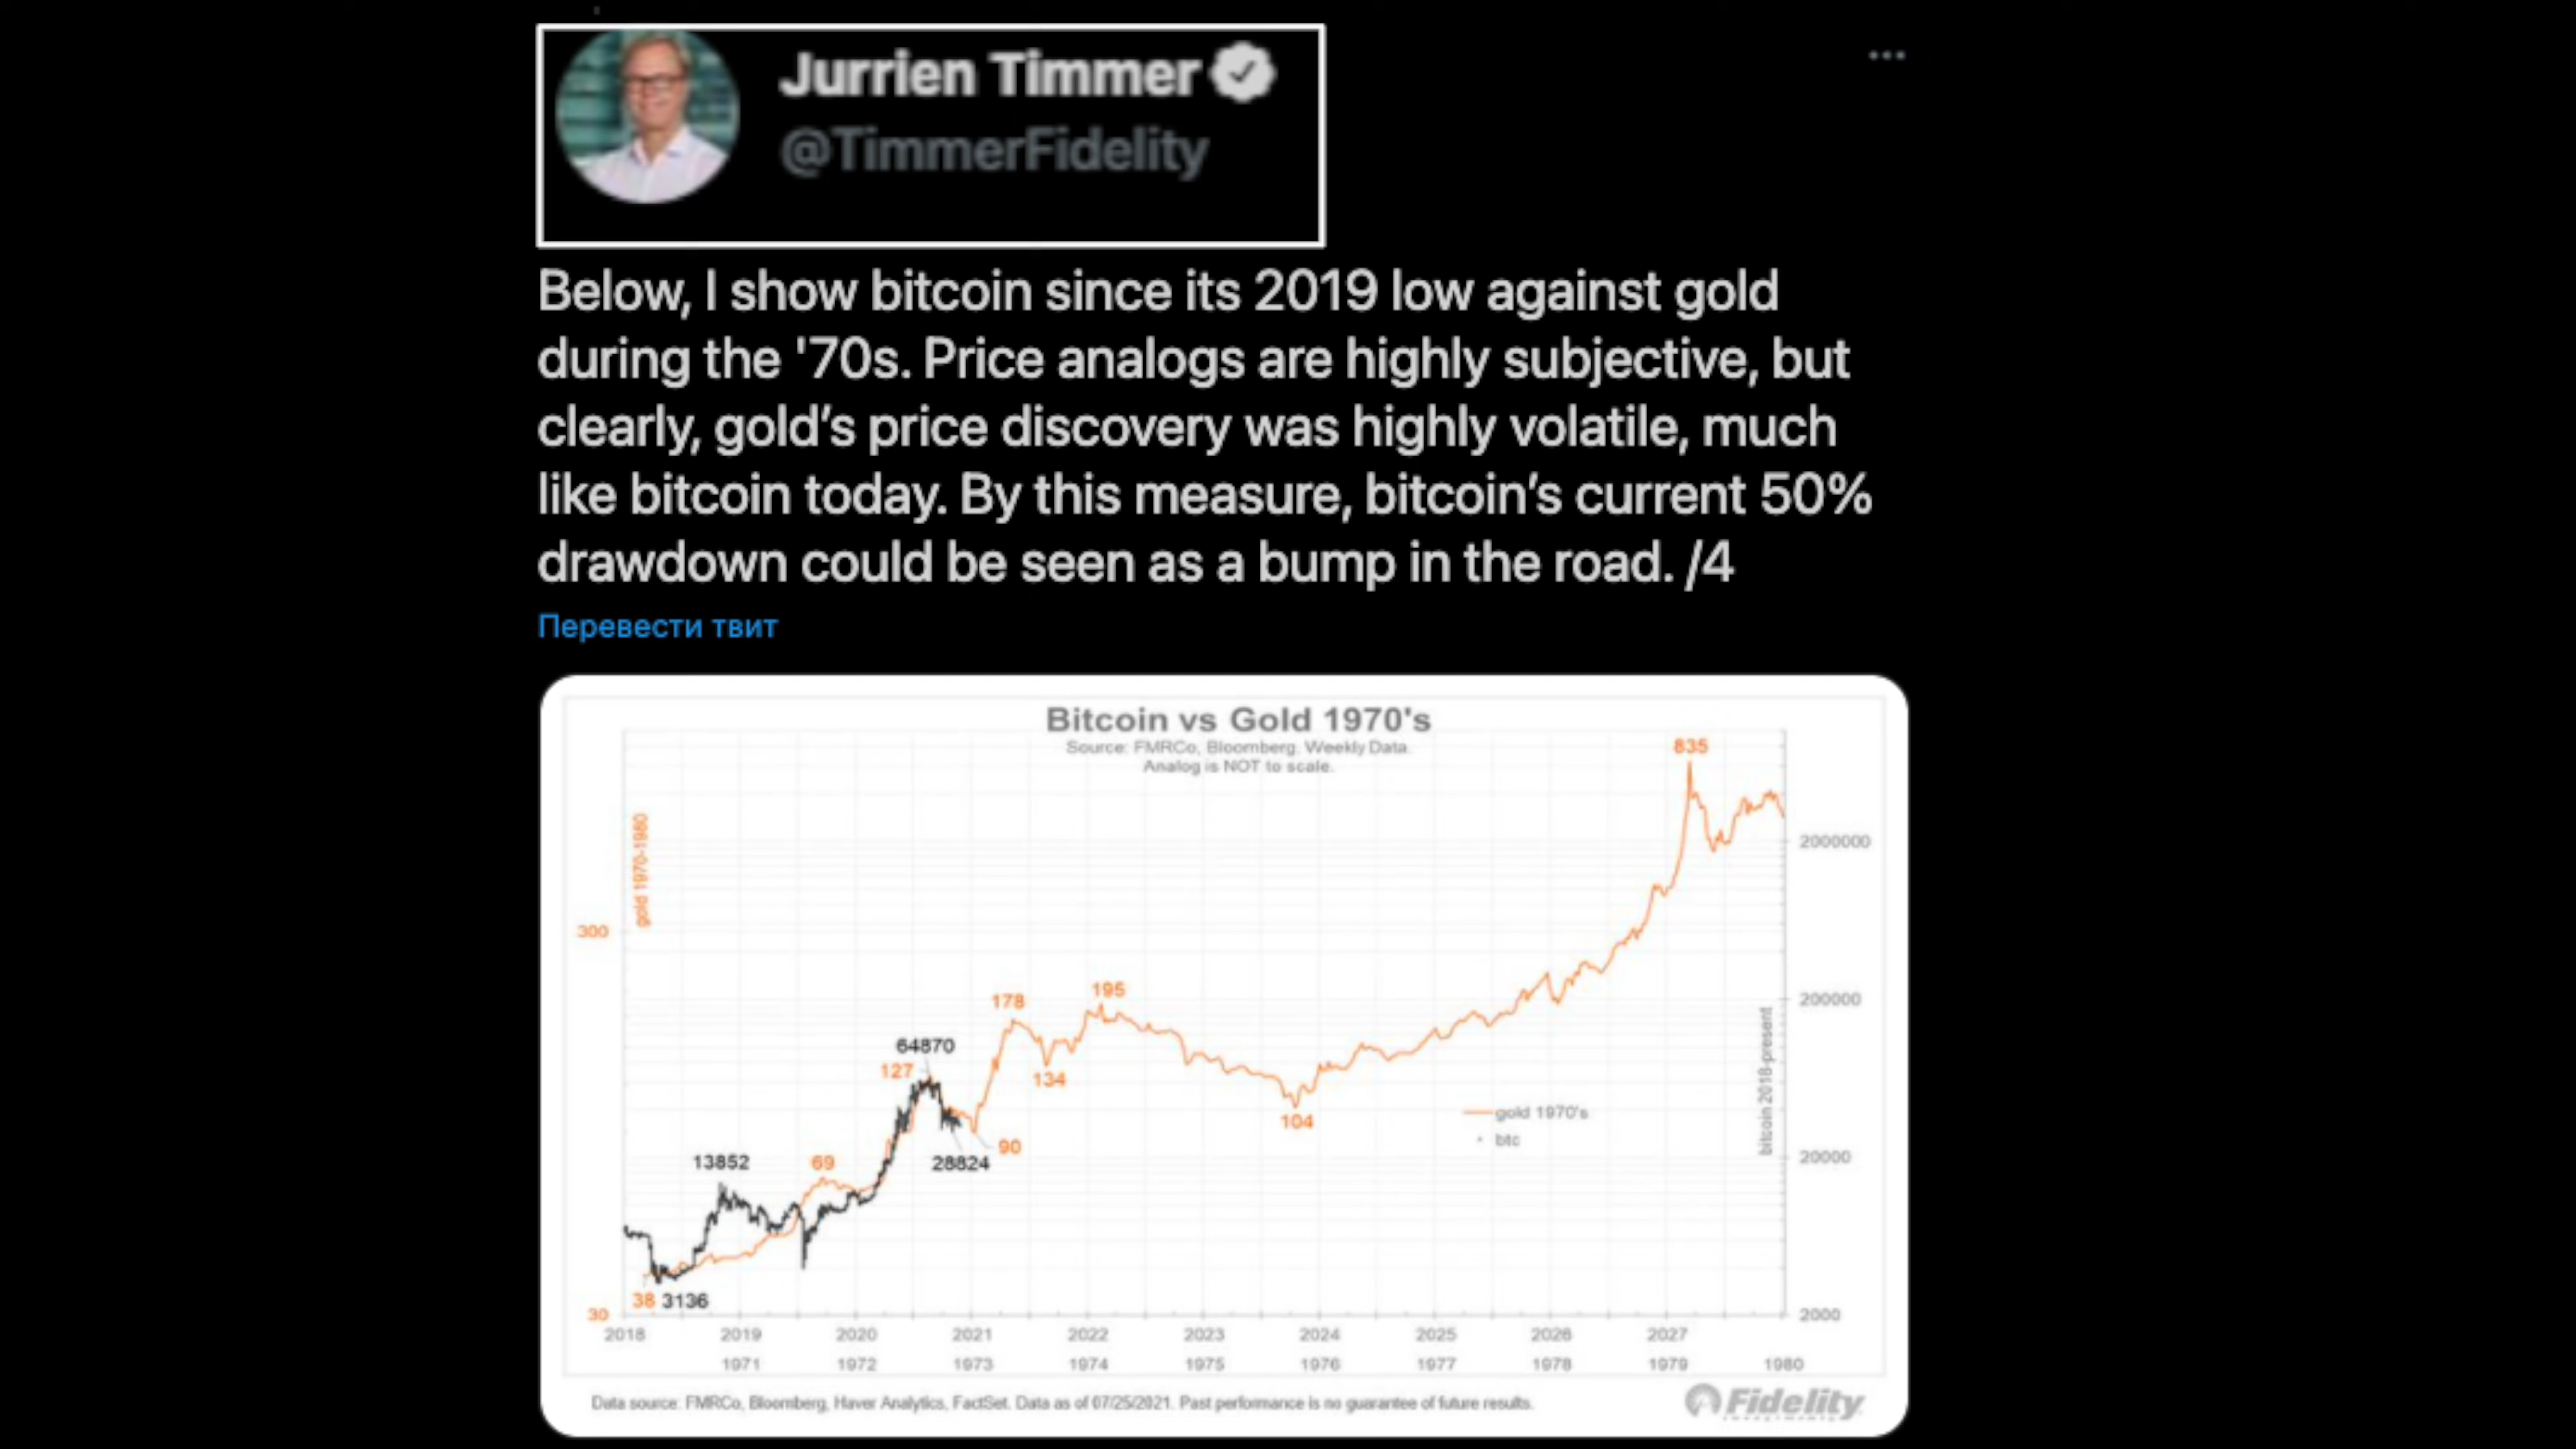 Jurrien Timmer
@TimmerFidelity
Below, I show bitcoin since its 2019 low against gold
during the '70s. Price analogs are highly subjective, but
clearly, gold’s price discovery was highly volatile, much
like bitcoin today. By this measure, bitcoin’s current 50%
drawdown could be seen as a bump in the road. /4
Перевести твит
Bitcoin vs Gold 1970's
Source: FMRCo, Bloomberg. Weekly Data.
Analog is NOT to scale.
835
gold 1970-1980
2000000
300
195
178
200000
bitcoin 2018-present
64870
127
134
104
gold 1970's
btc
90
13852
69
28824
20000
38 3136
30
2000
2018 2019 2020 2021 2022 2023 2024 2025 2026 2027
1971 1972 1973 1974 1975 1976 1977 1978 1979 1980
Data source: FMRCo, Bloomberg, Haver Analytics, FactSet. Data as of 07/25/2021. Past performance is no guarantee of future results.
Fidelity